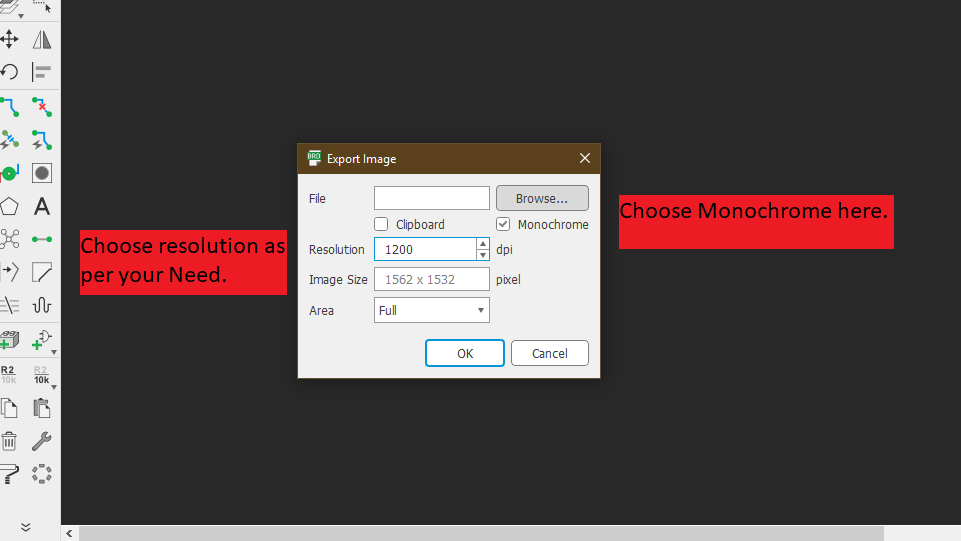 BRD
Export Image
File
Browse...
Clipboard
Monochrome
Resolution
1200
dpi
Image Size
1562 x 1532
pixel
Area
Full
OK
Cancel
Choose resolution as
per your Need.
Choose Monochrome here.
A
R2
10k
R2
10k